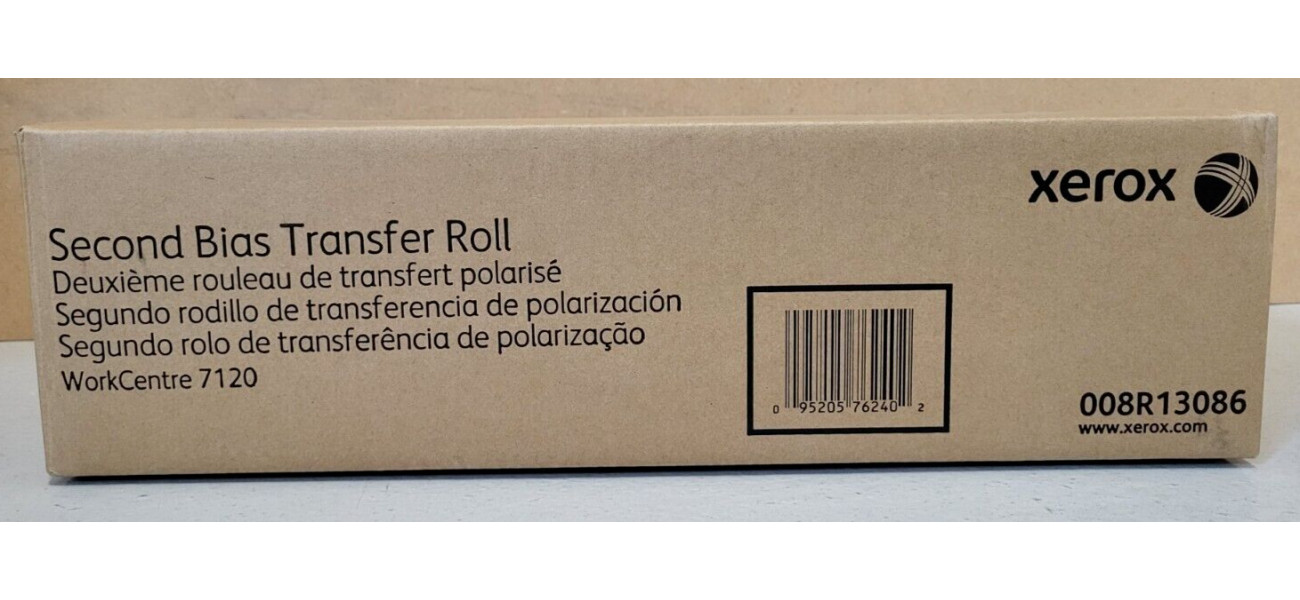 xerox
Second Bias Transfer Roll
Deuxième rouleau de transfert polarisé
Segundo rodillo de transferencia de polarización
Segundo rolo de transferência de polarização
WorkCentre 7120
0 95205 76240 2
008R13086
www.xerox.com